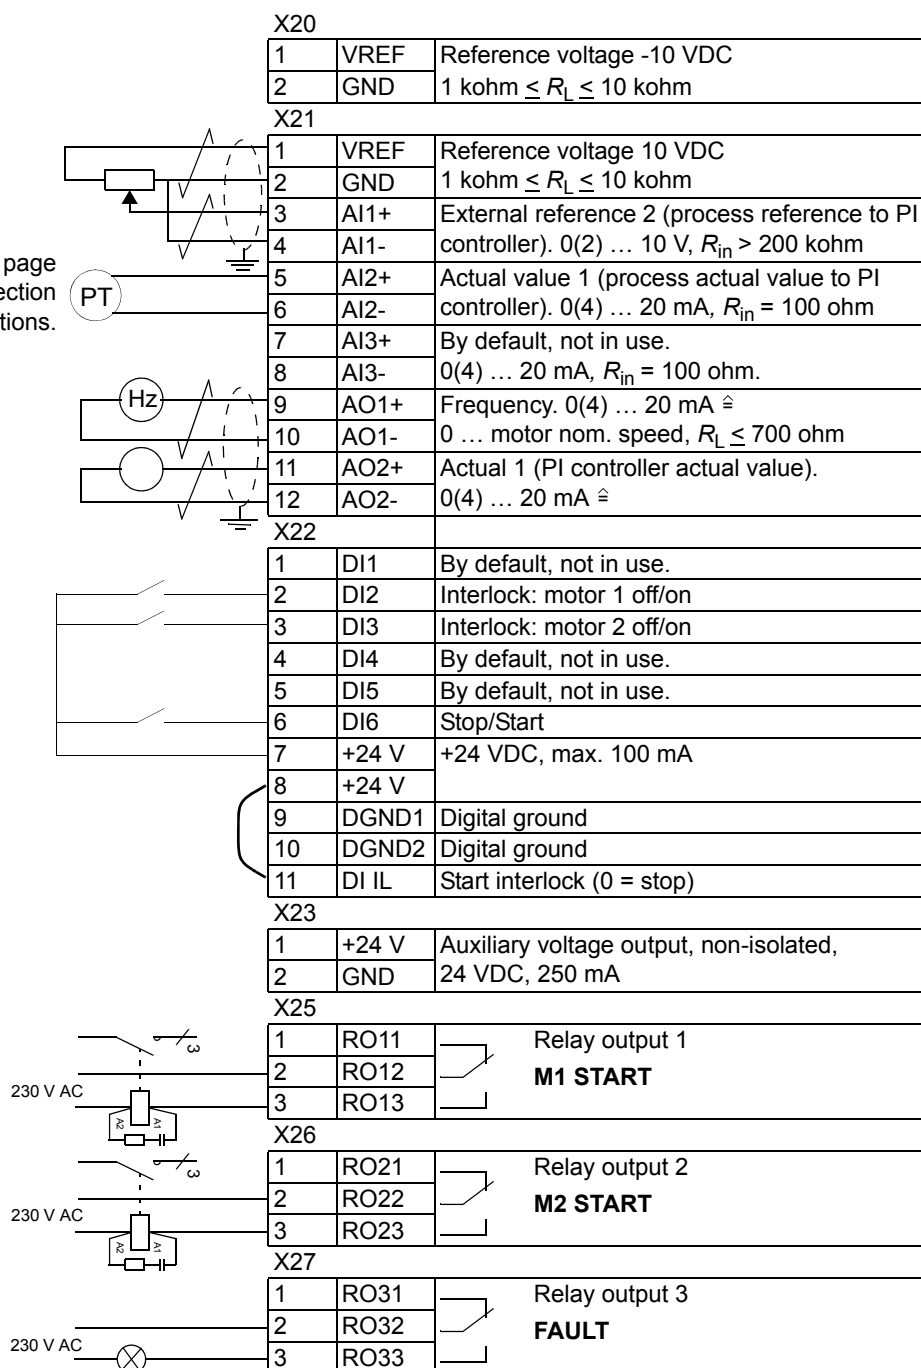 X20
1 VREF Reference voltage -10 VDC
2 GND 1 kohm ≤ RL ≤ 10 kohm
X21
1 VREF Reference voltage 10 VDC
2 GND 1 kohm ≤ RL ≤ 10 kohm
3 AI1+ External reference 2 (process reference to PI
4 AI1- controller). 0(2) … 10 V, Rin > 200 kohm
page
5 AI2+ Actual value 1 (process actual value to PI
ection
PT
6 AI2- controller). 0(4) … 20 mA, Rin = 100 ohm
tions.
7 AI3+ By default, not in use.
8 AI3- 0(4) … 20 mA, Rin = 100 ohm.
Hz
9 AO1+ Frequency. 0(4) … 20 mA ≙
10 AO1- 0 … motor nom. speed, RL ≤ 700 ohm
11 AO2+ Actual 1 (PI controller actual value).
12 AO2- 0(4) … 20 mA ≙
X22
1 DI1 By default, not in use.
2 DI2 Interlock: motor 1 off/on
3 DI3 Interlock: motor 2 off/on
4 DI4 By default, not in use.
5 DI5 By default, not in use.
6 DI6 Stop/Start
7 +24 V +24 VDC, max. 100 mA
8 +24 V
9 DGND1 Digital ground
10 DGND2 Digital ground
11 DI IL Start interlock (0 = stop)
X23
1 +24 V Auxiliary voltage output, non-isolated,
2 GND 24 VDC, 250 mA
X25
3
1 RO11 Relay output 1
2 RO12 M1 START
230 V AC
3 RO13
A2 A1
X26
3
1 RO21 Relay output 2
2 RO22 M2 START
230 V AC
3 RO23
A2 A1
X27
1 RO31 Relay output 3
2 RO32 FAULT
230 V AC
3 RO33